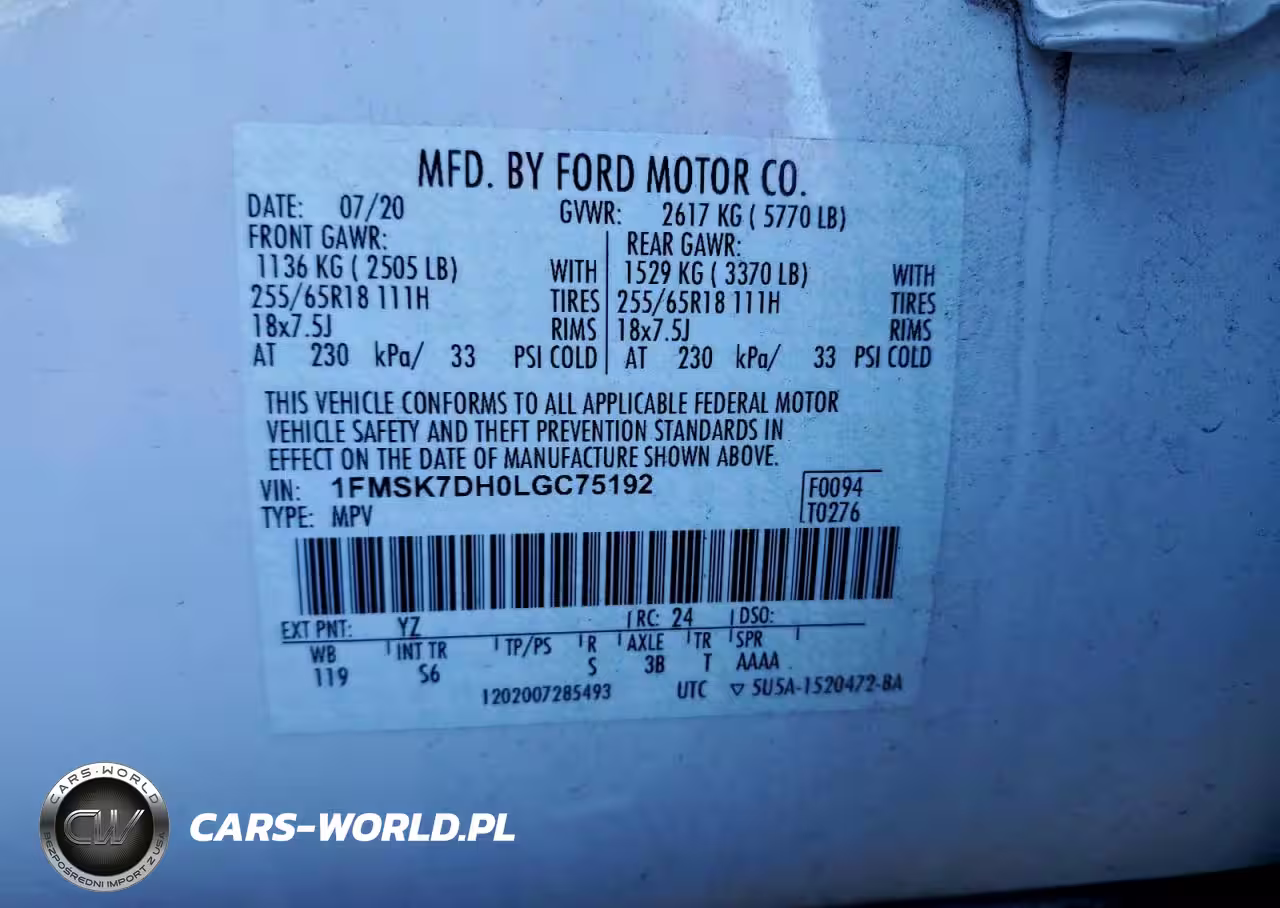 MFD. BY FORD MOTOR CO.
DATE: 07/20 GVWR: 2617 KG ( 5770 LB)
FRONT GAWR: REAR GAWR:
1136 KG ( 2505 LB) WITH 1529 KG ( 3370 LB) WITH
255/65R18 111H TIRES 255/65R18 111H TIRES
18x7.5J RIMS 18x7.5J RIMS
AT 230 kPa/ 33 PSI COLD AT 230 kPa/ 33 PSI COLD
THIS VEHICLE CONFORMS TO ALL APPLICABLE FEDERAL MOTOR
VEHICLE SAFETY AND THEFT PREVENTION STANDARDS IN
EFFECT ON THE DATE OF MANUFACTURE SHOWN ABOVE.
VIN: 1FMSK7DH0LGC75192 F0094
TYPE: MPV T0276
EXT PNT: YZ RC: 24 DSO:
WB INT TR TP/PS R AXLE TR SPR
119 S6 S 3B T AAAA
1202007285493 UTC ▽ 5U5A-1520472-BA
CARS-WORLD
CW
BEZPOŚREDNI IMPORT Z USA
CARS-WORLD.PL